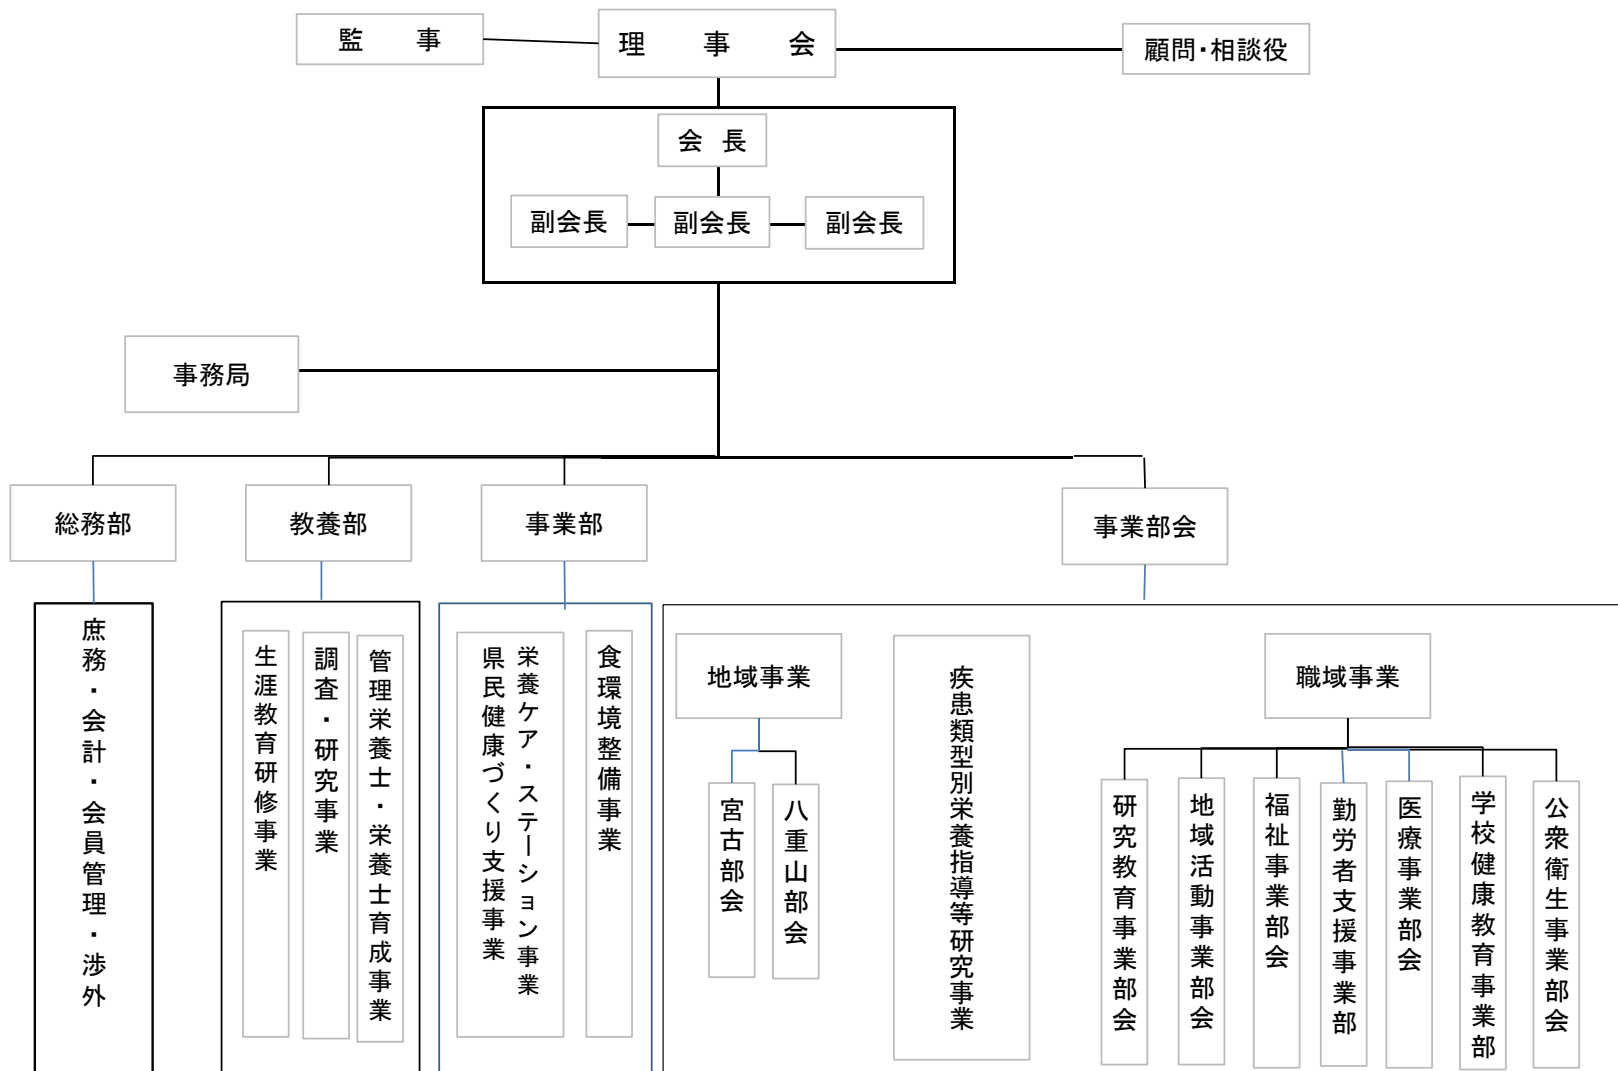 監　事
理　事　会
顧問・相談役
会 長
副会長
副会長
副会長
事務局
総務部
教養部
事業部
事業部会
庶務・会計・会員管理・渉外
生涯教育研修事業
調査・研究事業
管理栄養士・栄養士育成事業
栄養ケア・ステーション事業
県民健康づくり支援事業
食環境整備事業
地域事業
宮古部会
八重山部会
疾患類型別栄養指導等研究事業
職域事業
研究教育事業部会
地域活動事業部会
福祉事業部会
勤労者支援事業部
医療事業部会
学校健康教育事業部
公衆衛生事業部会